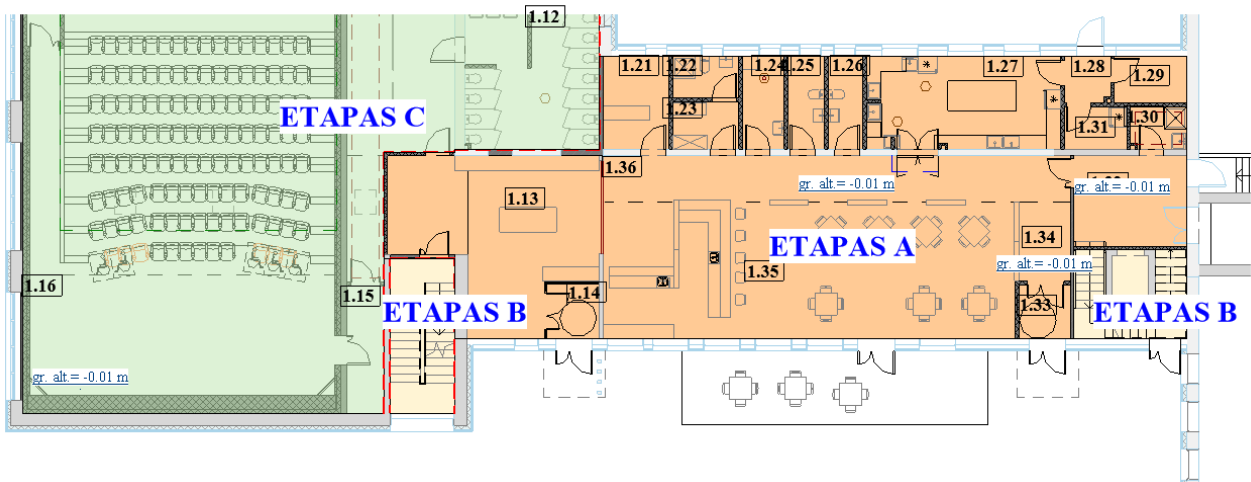 1.12
1.21
1.22
1.24
1.25
1.26
1.27
1.28
1.29
1.23
1.31
1.30
ETAPAS C
1.36
gr. alt.= -0.01 m
1.13
1.34
ETAPAS A
gr. alt.= -0.01 m
gr. alt.= -0.01 m
1.35
1.16
1.15
1.14
1.33
ETAPAS B
ETAPAS B
gr. alt.= -0.01 m